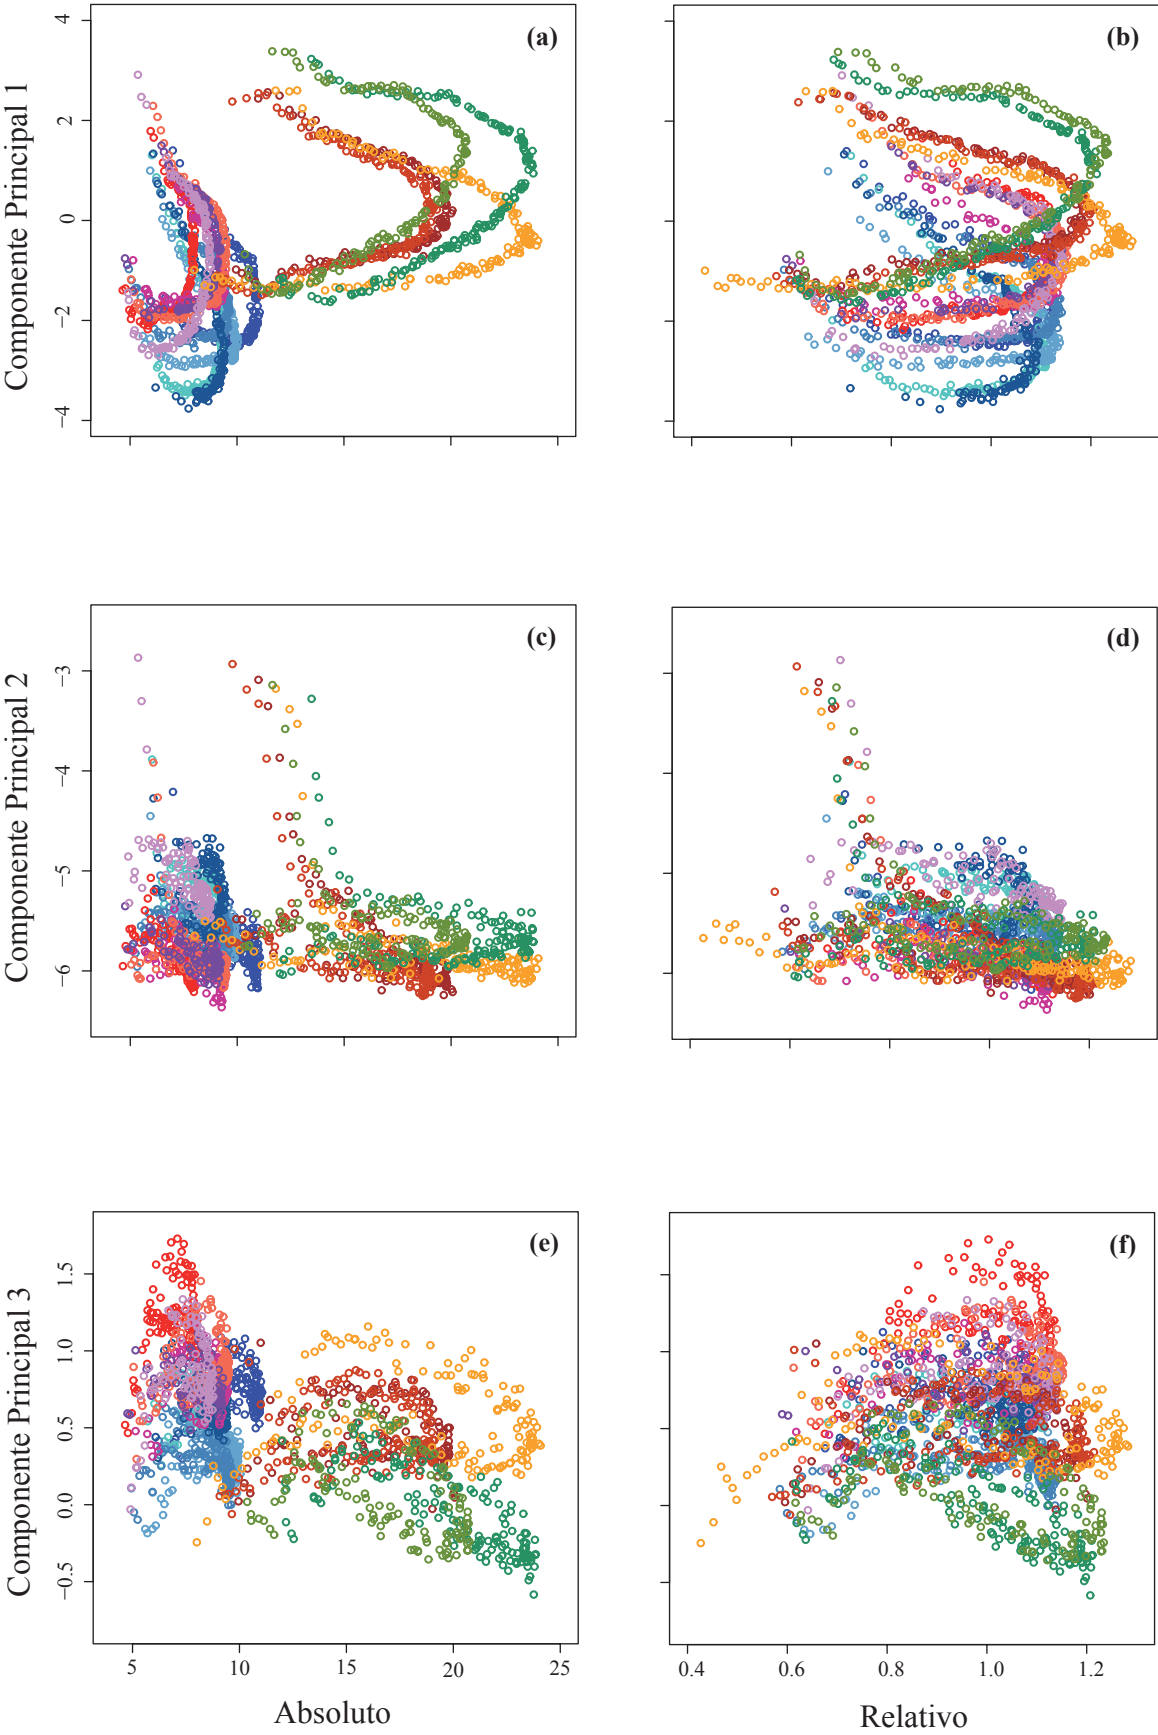 (a)
(b)
Componente Principal 1
4
2
0
−2
−4
(c)
(d)
Componente Principal 2
−3
−4
−5
−6
(e)
(f)
Componente Principal 3
1.5
1.0
0.5
0.0
−0.5
5 10 15 20 25
0.4 0.6 0.8 1.0 1.2
Absoluto
Relativo